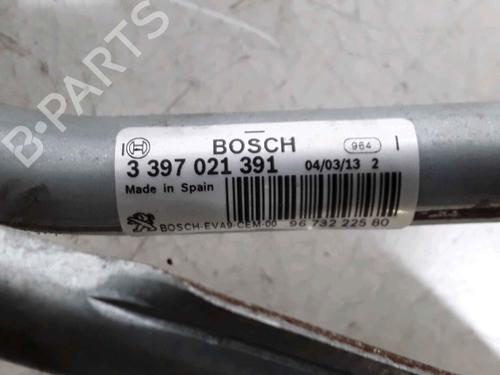 B-PARTS
BOSCH
964
3 397 021 391
04/03/13 2
Made in Spain
BOSCH-EVA9-CEM-00
96 732 225 80